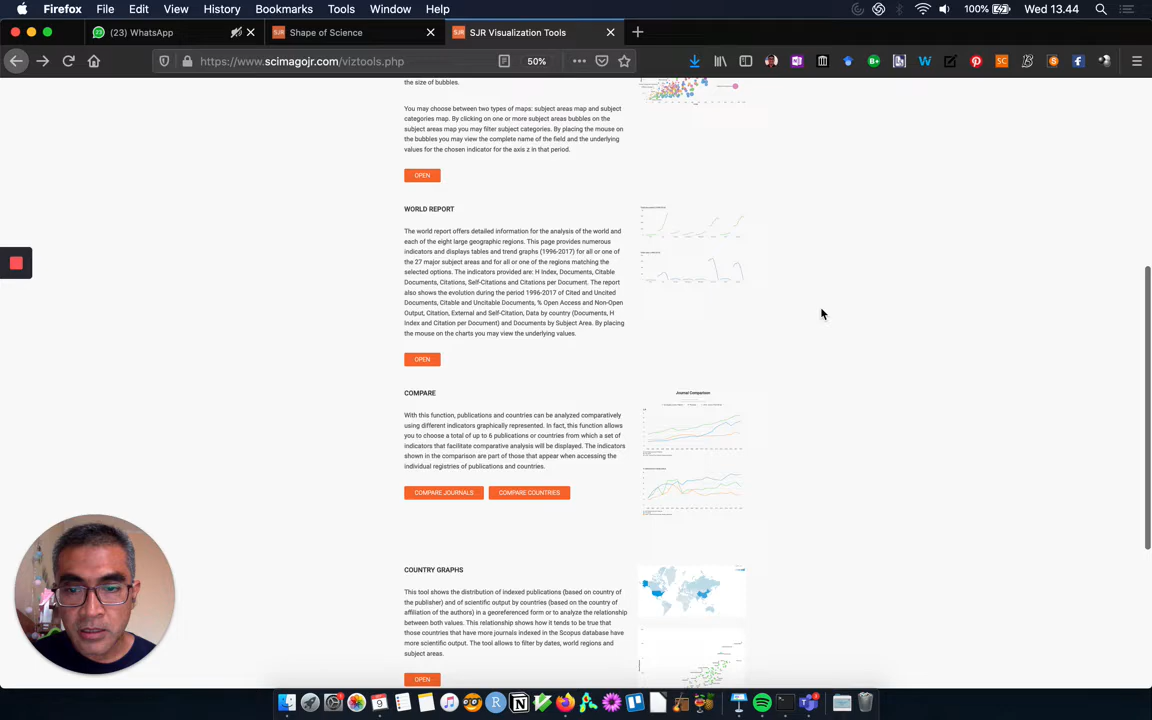 Firefox File Edit View History Bookmarks Tools Window Help 100% Wed 13.44
(23) WhatsApp Shape of Science SJR Visualization Tools
https://www.scimagojr.com/viztools.php 50%
the size of bubbles.
You may choose between two types of maps: subject areas map and subject
categories map. By clicking on one or more subject areas bubbles on the
subject areas map you may filter subject categories. By placing the mouse on
the bubbles you may view the complete name of the field and the underlying
values for the chosen indicator for the axis z in that period.
OPEN
WORLD REPORT
The world report offers detailed information for the analysis of the world and
each of the eight large geographic regions. This page provides numerous
indicators and displays tables and trend graphs (1996-2017) for all or one of
the 27 major subject areas and for all or one of the regions matching the
selected options. The indicators provided are: H Index, Documents, Citable
Documents, Citations, Self-Citations and Citations per Document. The report
also shows the evolution during the period 1996-2017 of Cited and Uncited
Documents, Citable and Uncitable Documents, % Open Access and Non-Open
Output, Citation, External and Self-Citation, Data by country (Documents, H
Index and Citation per Document) and Documents by Subject Area. By placing
the mouse on the charts you may view the underlying values.
OPEN
COMPARE
Journal Comparison
With this function, publications and countries can be analyzed comparatively
using different indicators graphically represented. In fact, this function allows
you to choose a total of up to 6 publications or countries from which a set of
indicators that facilitate comparative analysis will be displayed. The indicators
shown in the comparison are part of those that appear when accessing the
individual registries of publications and countries.
COMPARE JOURNALS COMPARE COUNTRIES
COUNTRY GRAPHS
This tool shows the distribution of indexed publications (based on country of
the publisher) and of scientific output by countries (based on the country of
affiliation of the authors) in a georeferenced form or to analyze the relationship
between both values. This relationship shows how it tends to be true that
those countries that have more journals indexed in the Scopus database have
more scientific output. The tool allows to filter by dates, world regions and
subject areas.
OPEN